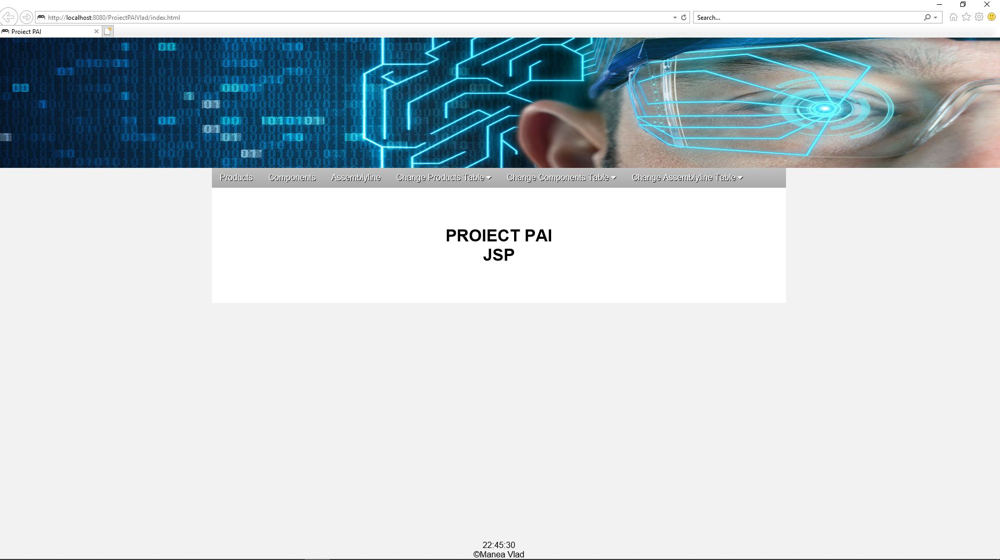 http://localhost:8080/ProiectPAIVlad/index.html
Search...
Proiect PAI
Products Components Assemblyline Change Products Table Change Components Table Change Assemblyline Table
PROIECT PAI
JSP
22:45:30
©Manea Vlad